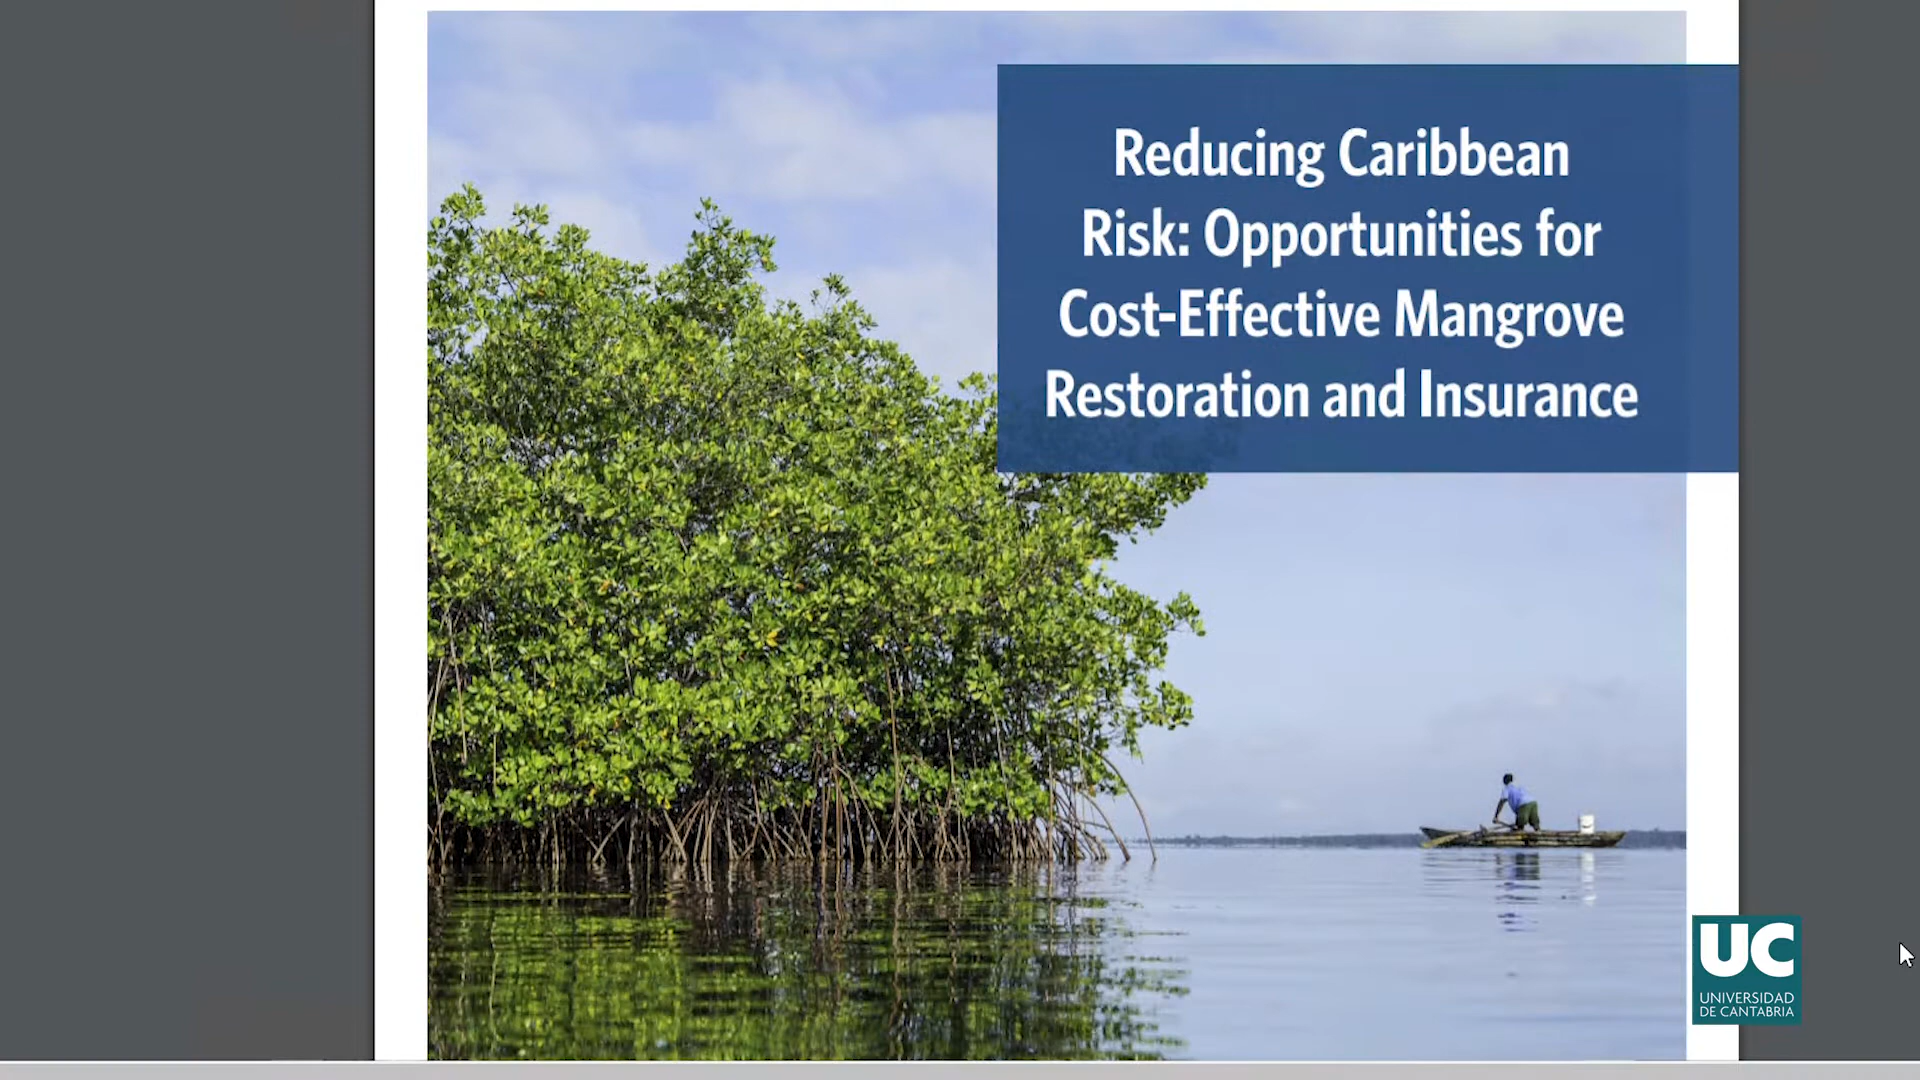 Reducing Caribbean
Risk: Opportunities for
Cost-Effective Mangrove
Restoration and Insurance
UC
UNIVERSIDAD
DE CANTABRIA